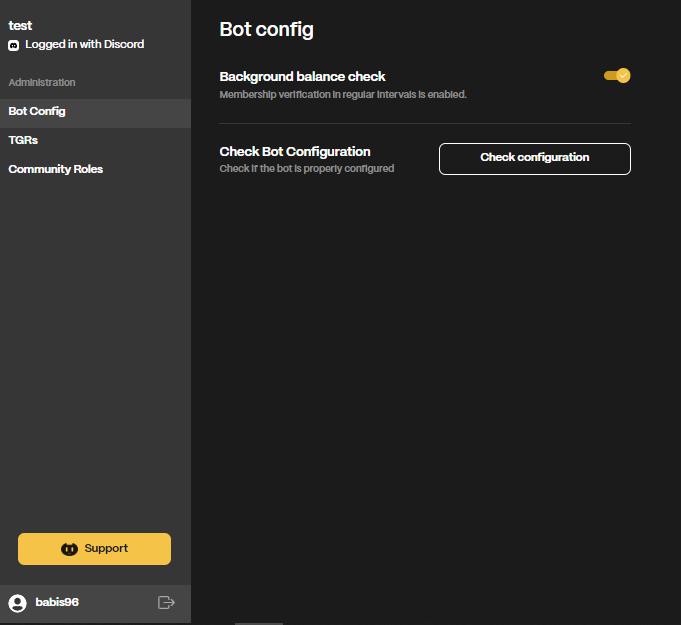 test
Logged in with Discord
Administration
Bot Config
TGRs
Community Roles
Support
babis96
Bot config
Background balance check
Membership verification in regular intervals is enabled.
Check Bot Configuration
Check if the bot is properly configured
Check configuration